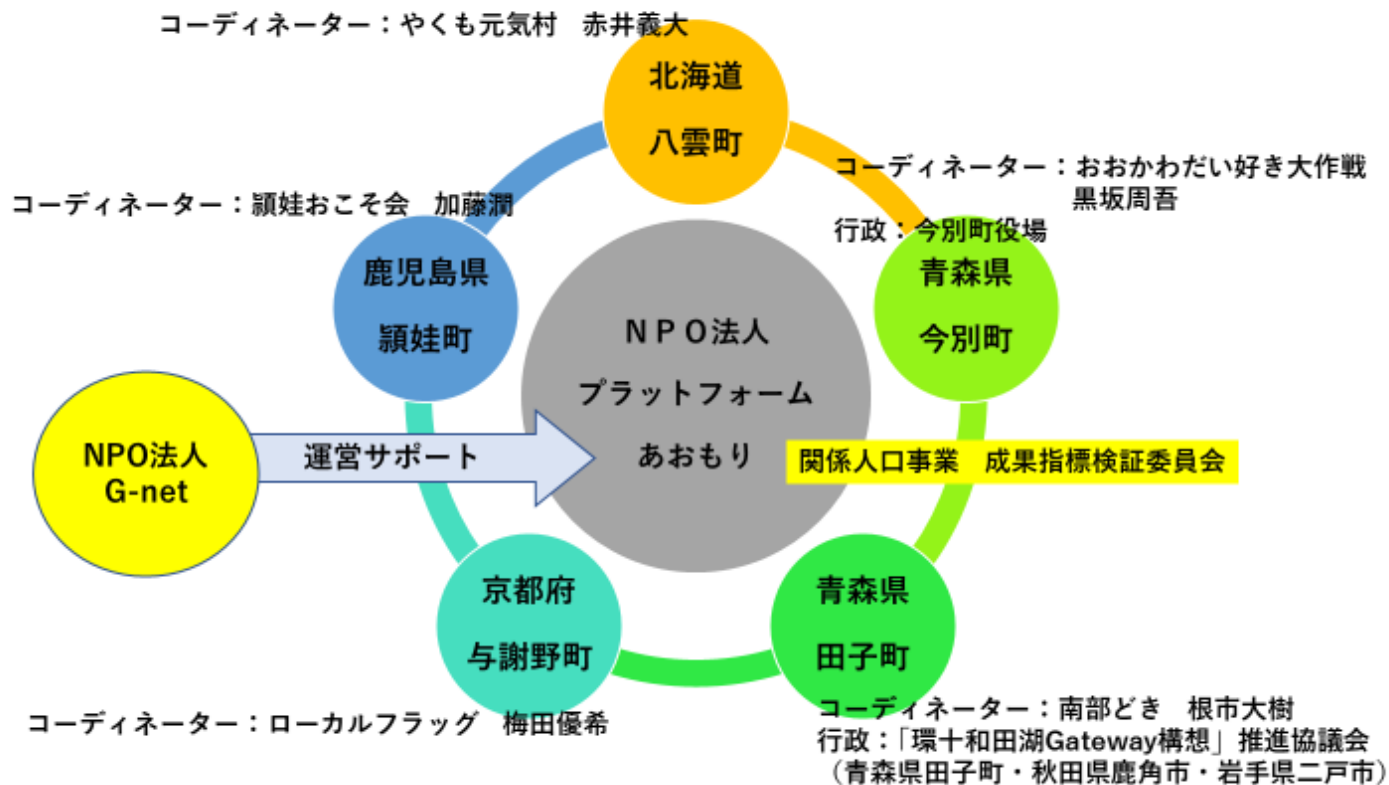 コーディネーター：やくも元気村　赤井義大
北海道
八雲町
コーディネーター：おおかわだい好き大作戦
黒坂周吾
行政：今別町役場
コーディネーター：頴娃おこそ会　加藤潤
鹿児島県
頴娃町
青森県
今別町
ＮＰＯ法人
プラットフォーム
あおもり
NPO法人
G-net
運営サポート
関係人口事業　成果指標検証委員会
京都府
与謝野町
青森県
田子町
コーディネーター：ローカルフラッグ　梅田優希
コーディネーター：南部どき　根市大樹
行政：「環十和田湖Gateway構想」推進協議会
（青森県田子町・秋田県鹿角市・岩手県二戸市）